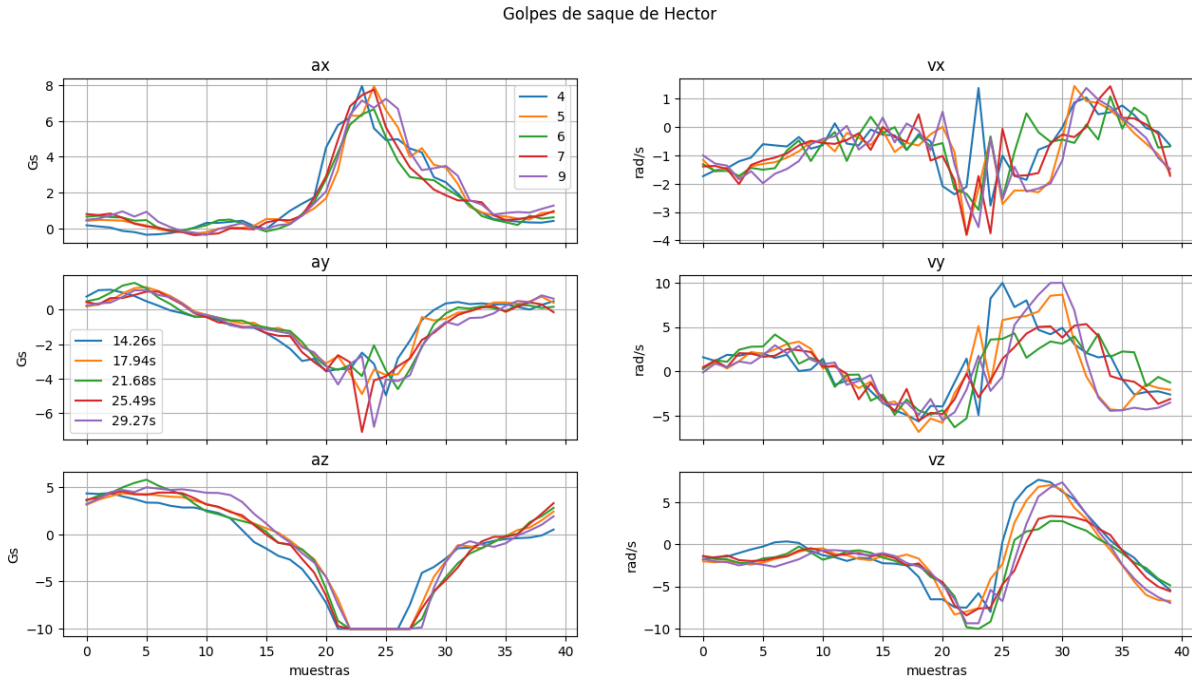 Golpes de saque de Hector
ax
Gs
8
6
4
2
0
4
5
6
7
9
vx
rad/s
1
0
−1
−2
−3
−4
ay
Gs
0
−2
−4
−6
14.26s
17.94s
21.68s
25.49s
29.27s
vy
rad/s
10
5
0
−5
az
Gs
5
0
−5
−10
0 5 10 15 20 25 30 35 40
muestras
vz
rad/s
5
0
−5
−10
0 5 10 15 20 25 30 35 40
muestras